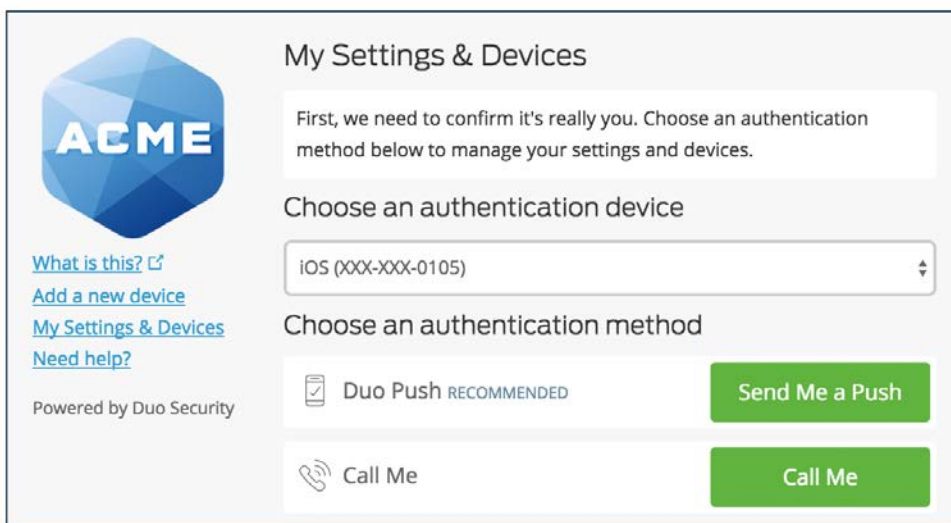 ACME
What is this?
Add a new device
My Settings & Devices
Need help?
Powered by Duo Security
My Settings & Devices
First, we need to confirm it's really you. Choose an authentication
method below to manage your settings and devices.
Choose an authentication device
iOS (XXX-XXX-0105)
Choose an authentication method
Duo Push RECOMMENDED
Send Me a Push
Call Me
Call Me